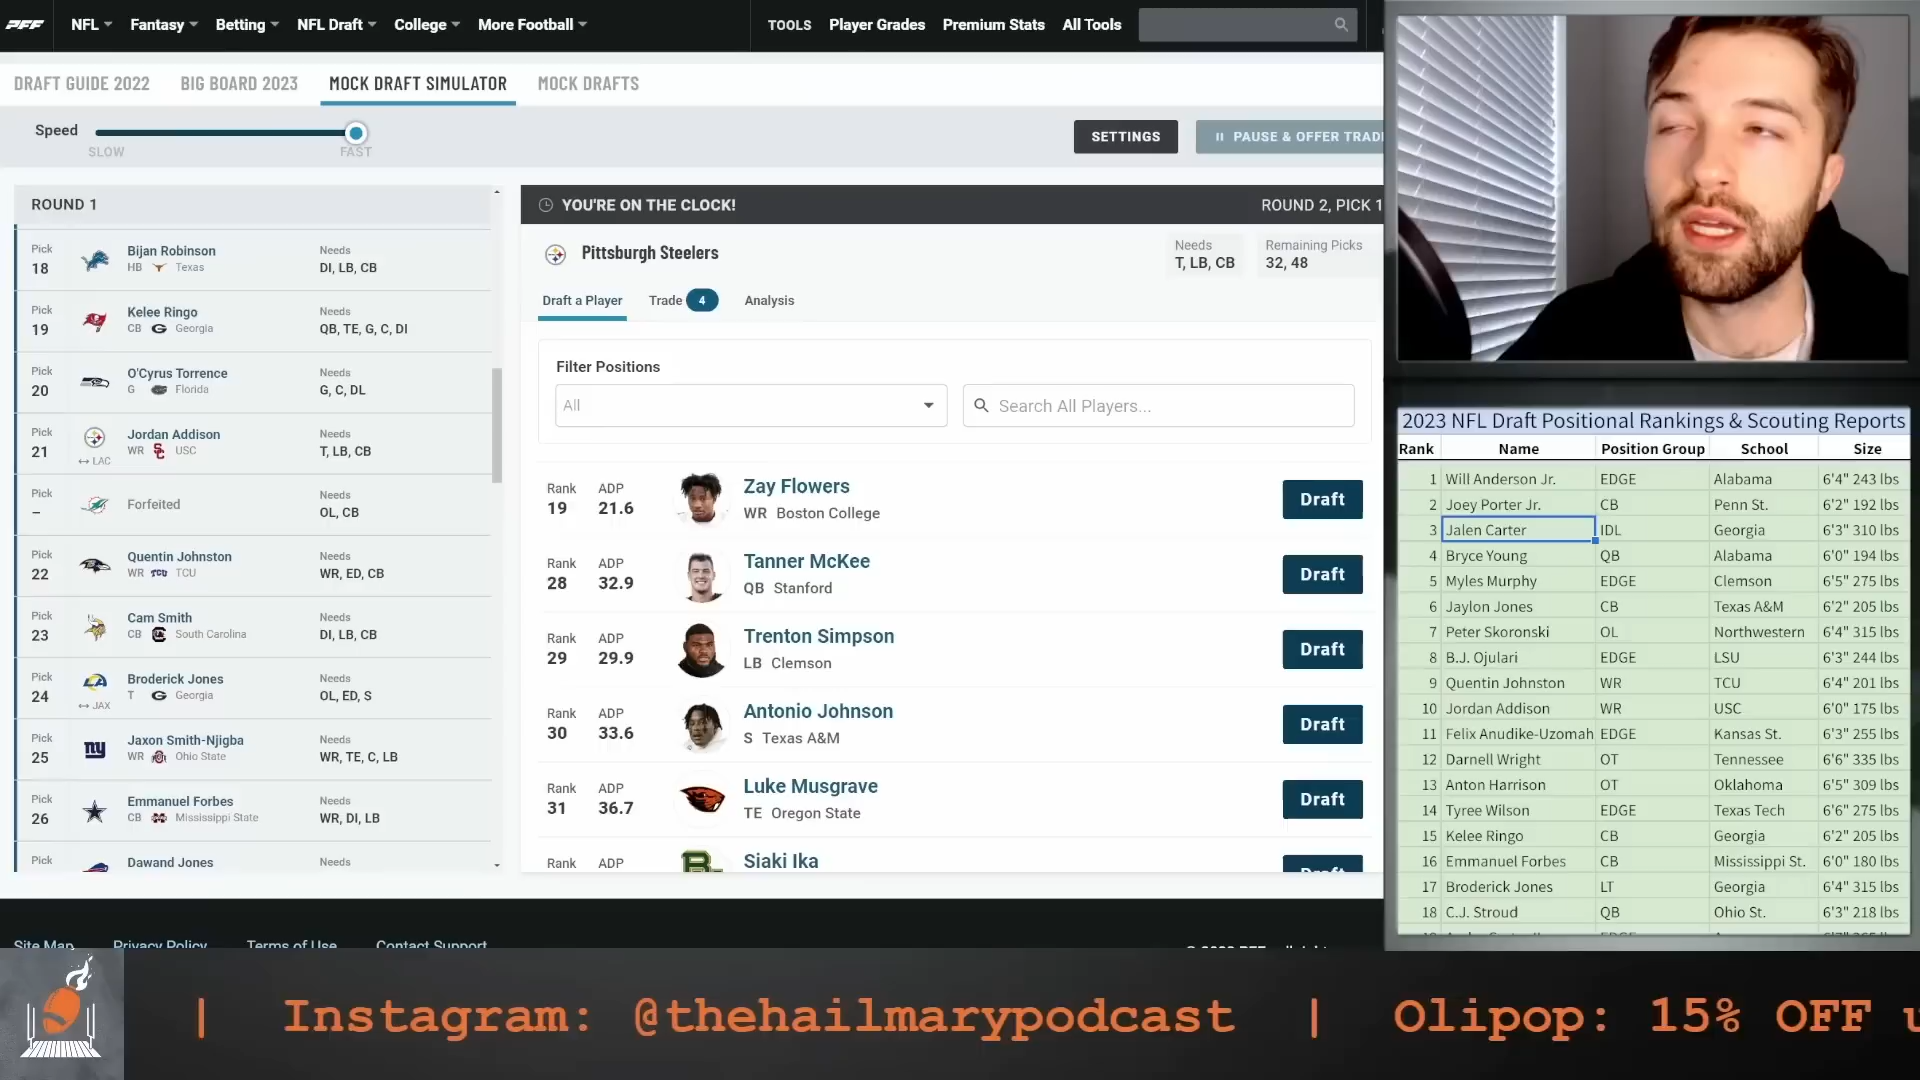 PFF NFL Fantasy Betting NFL Draft College More Football TOOLS Player Grades Premium Stats All Tools
DRAFT GUIDE 2022 BIG BOARD 2023 MOCK DRAFT SIMULATOR MOCK DRAFTS
Speed
SLOW FAST
SETTINGS PAUSE & OFFER TRAD
ROUND 1
Pick 18 Bijan Robinson HB Texas Needs DI, LB, CB
Pick 19 Kelee Ringo CB Georgia Needs QB, TE, G, C, DI
Pick 20 O'Cyrus Torrence G Florida Needs G, C, DL
Pick 21 ↔ LAC Jordan Addison WR USC Needs T, LB, CB
Pick – Forfeited Needs OL, CB
Pick 22 Quentin Johnston WR TCU Needs WR, ED, CB
Pick 23 Cam Smith CB South Carolina Needs DI, LB, CB
Pick 24 ↔ JAX Broderick Jones T Georgia Needs OL, ED, S
Pick 25 ny Jaxon Smith-Njigba WR Ohio State Needs WR, TE, C, LB
Pick 26 Emmanuel Forbes CB Mississippi State Needs WR, DI, LB
Pick Dawand Jones Needs
YOU'RE ON THE CLOCK! ROUND 2, PICK 1
Pittsburgh Steelers
Needs T, LB, CB
Remaining Picks 32, 48
Draft a Player Trade 4 Analysis
Filter Positions
All Search All Players...
Rank 19 ADP 21.6 Zay Flowers WR Boston College Draft
Rank 28 ADP 32.9 Tanner McKee QB Stanford Draft
Rank 29 ADP 29.9 Trenton Simpson LB Clemson Draft
Rank 30 ADP 33.6 Antonio Johnson S Texas A&M Draft
Rank 31 ADP 36.7 Luke Musgrave TE Oregon State Draft
Rank ADP Siaki Ika Draft
Site Map Privacy Policy Terms of Use Contact Support
2023 NFL Draft Positional Rankings & Scouting Reports
Rank Name Position Group School Size
1 Will Anderson Jr. EDGE Alabama 6'4" 243 lbs
2 Joey Porter Jr. CB Penn St. 6'2" 192 lbs
3 Jalen Carter IDL Georgia 6'3" 310 lbs
4 Bryce Young QB Alabama 6'0" 194 lbs
5 Myles Murphy EDGE Clemson 6'5" 275 lbs
6 Jaylon Jones CB Texas A&M 6'2" 205 lbs
7 Peter Skoronski OL Northwestern 6'4" 315 lbs
8 B.J. Ojulari EDGE LSU 6'3" 244 lbs
9 Quentin Johnston WR TCU 6'4" 201 lbs
10 Jordan Addison WR USC 6'0" 175 lbs
11 Felix Anudike-Uzomah EDGE Kansas St. 6'3" 255 lbs
12 Darnell Wright OT Tennessee 6'6" 335 lbs
13 Anton Harrison OT Oklahoma 6'5" 309 lbs
14 Tyree Wilson EDGE Texas Tech 6'6" 275 lbs
15 Kelee Ringo CB Georgia 6'2" 205 lbs
16 Emmanuel Forbes CB Mississippi St. 6'0" 180 lbs
17 Broderick Jones LT Georgia 6'4" 315 lbs
18 C.J. Stroud QB Ohio St. 6'3" 218 lbs
| Instagram: @thehailmarypodcast | Olipop: 15% OFF u